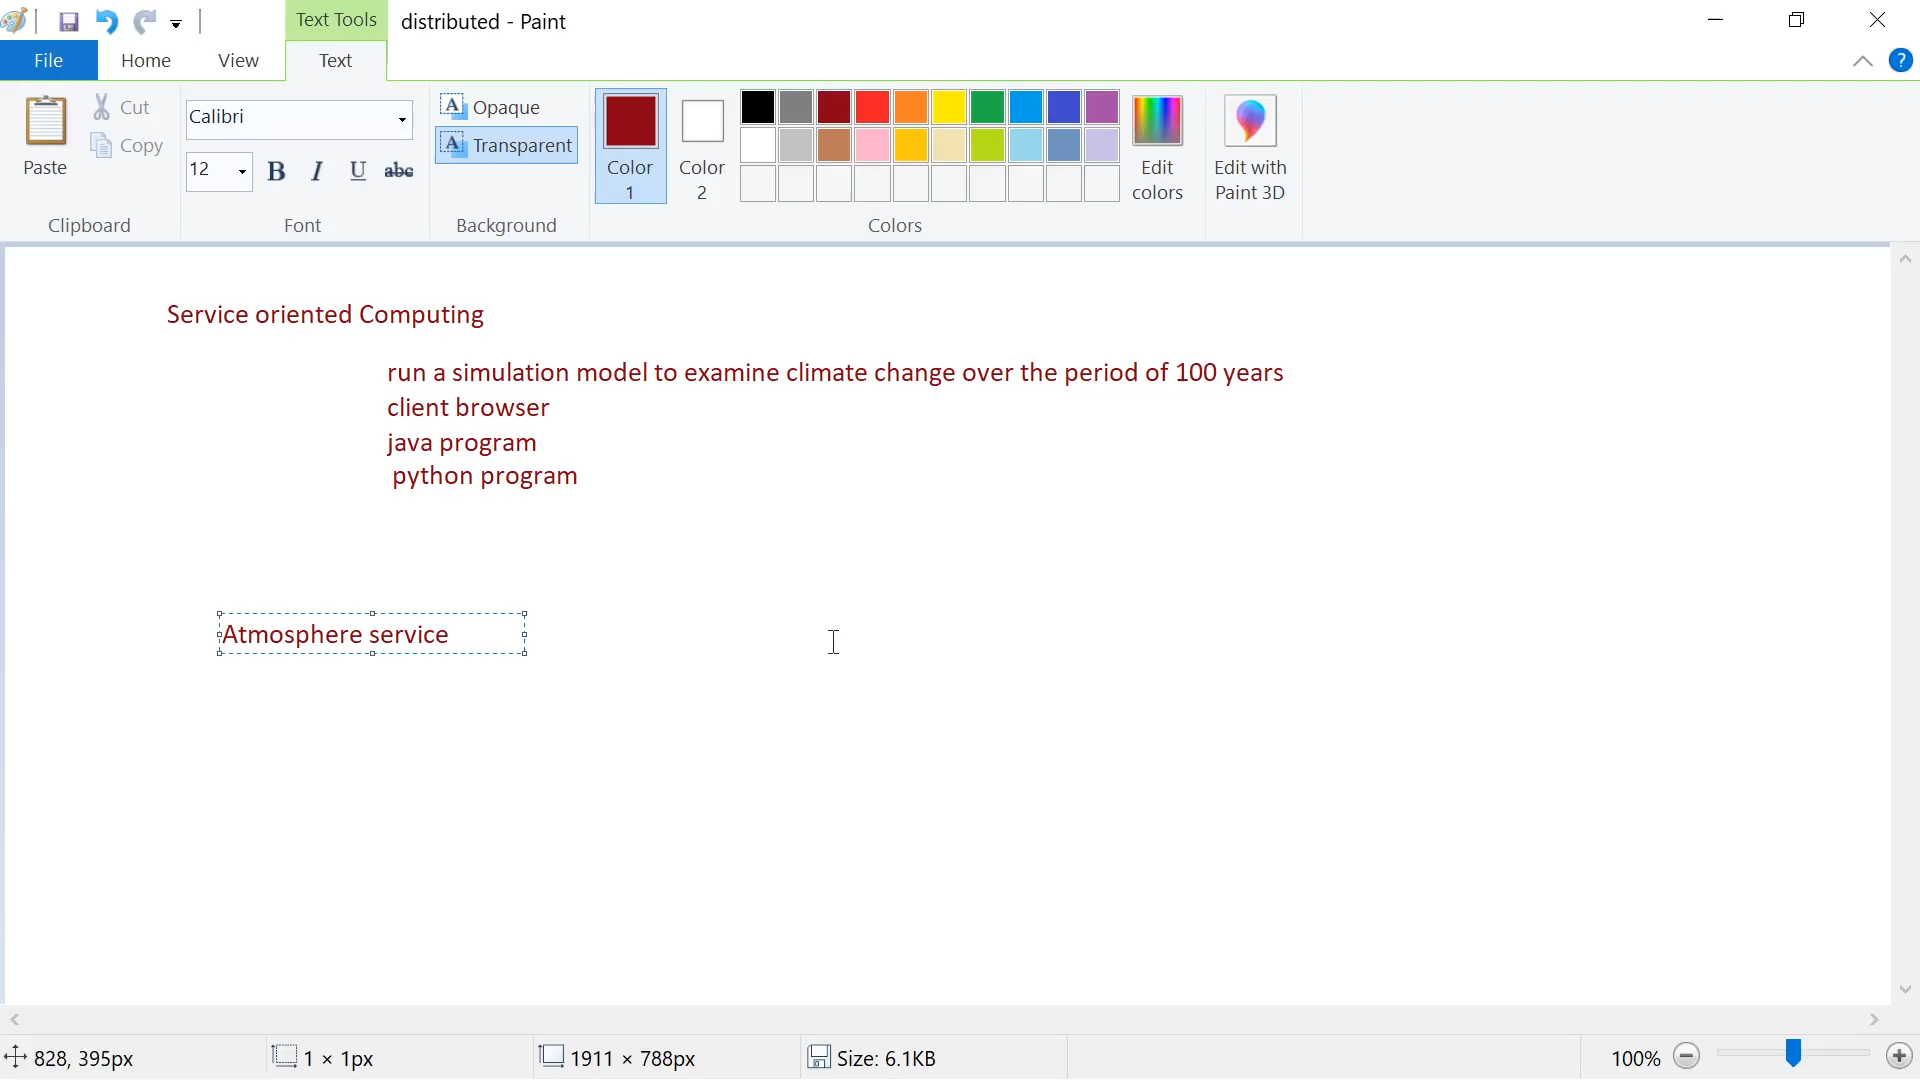 Text Tools
distributed - Paint
File
Home
View
Text
?
Paste
Cut
Copy
Clipboard
Calibri
12
B
I
U
abc
Font
A Opaque
A Transparent
Background
Color
1
Color
2
Edit
colors
Colors
Edit with
Paint 3D
Service oriented Computing
run a simulation model to examine climate change over the period of 100 years
client browser
java program
python program
Atmosphere service
828, 395px
1 × 1px
1911 × 788px
Size: 6.1KB
100%